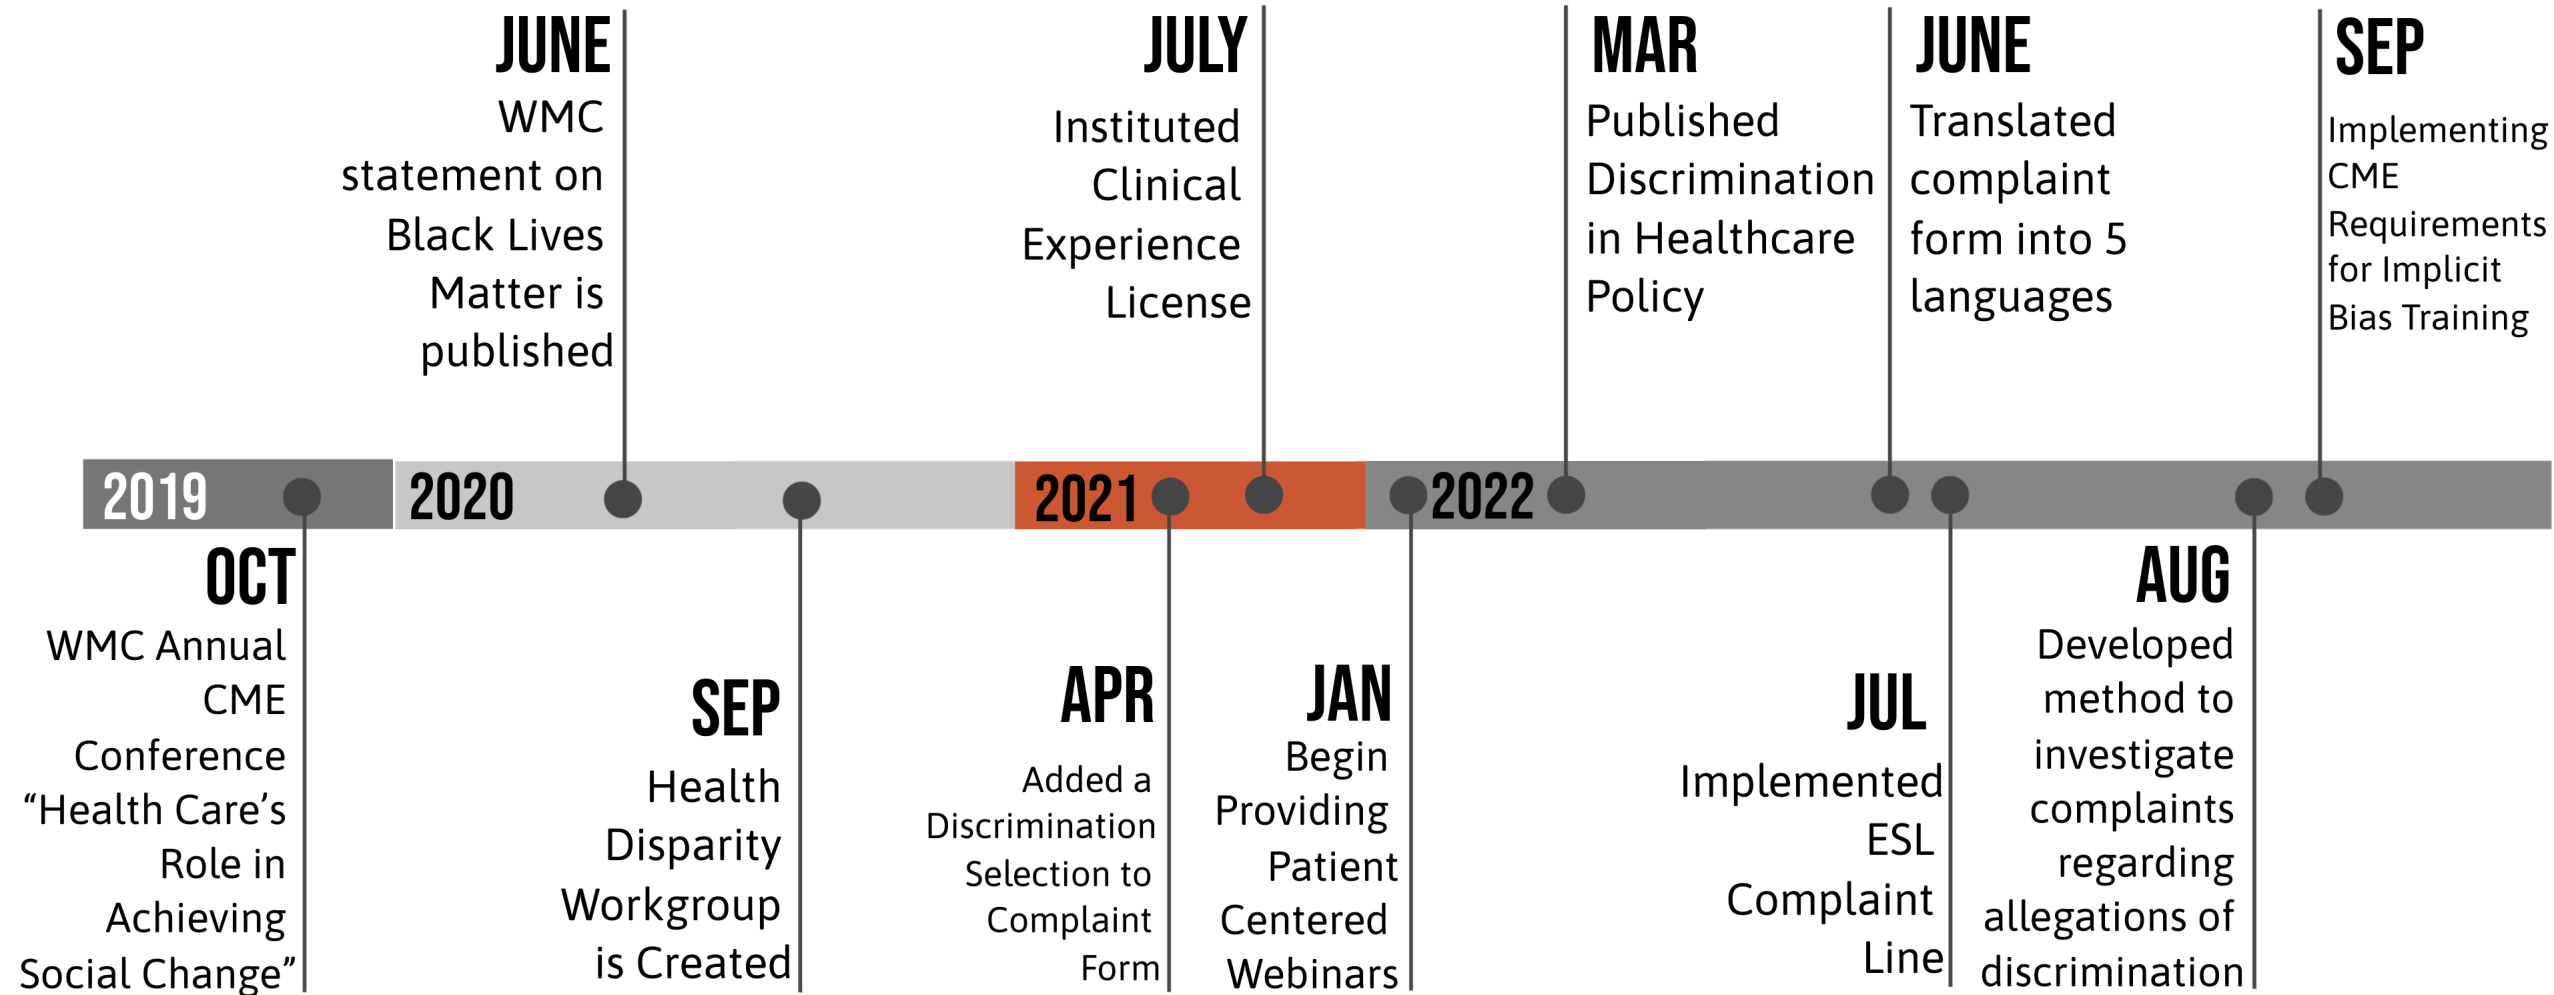 JUNE
WMC
statement on
Black Lives
Matter is
published
JULY
Instituted
Clinical
Experience
License
MAR
Published
Discrimination
in Healthcare
Policy
JUNE
Translated
complaint
form into 5
languages
SEP
Implementing
CME
Requirements
for Implicit
Bias Training
2019
2020
2021
2022
OCT
WMC Annual
CME
Conference
“Health Care’s
Role in
Achieving
Social Change”
SEP
Health
Disparity
Workgroup
is Created
APR
Added a
Discrimination
Selection to
Complaint
Form
JAN
Begin
Providing
Patient
Centered
Webinars
JUL
Implemented
ESL
Complaint
Line
AUG
Developed
method to
investigate
complaints
regarding
allegations of
discrimination